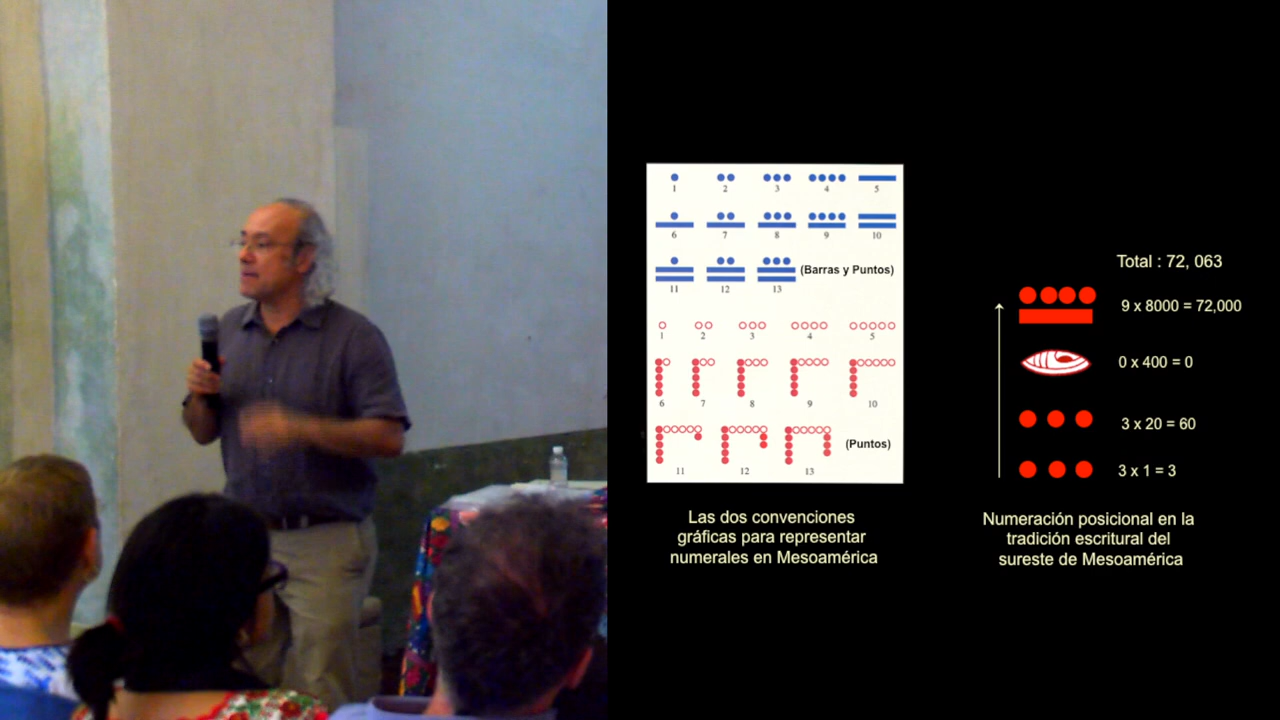 1 2 3 4 5
6 7 8 9 10
(Barras y Puntos)
11 12 13
1 2 3 4 5
6 7 8 9 10
(Puntos)
11 12 13
Las dos convenciones
gráficas para representar
numerales en Mesoamérica
Total : 72, 063
9 x 8000 = 72,000
0 x 400 = 0
3 x 20 = 60
3 x 1 = 3
Numeración posicional en la
tradición escritural del
sureste de Mesoamérica